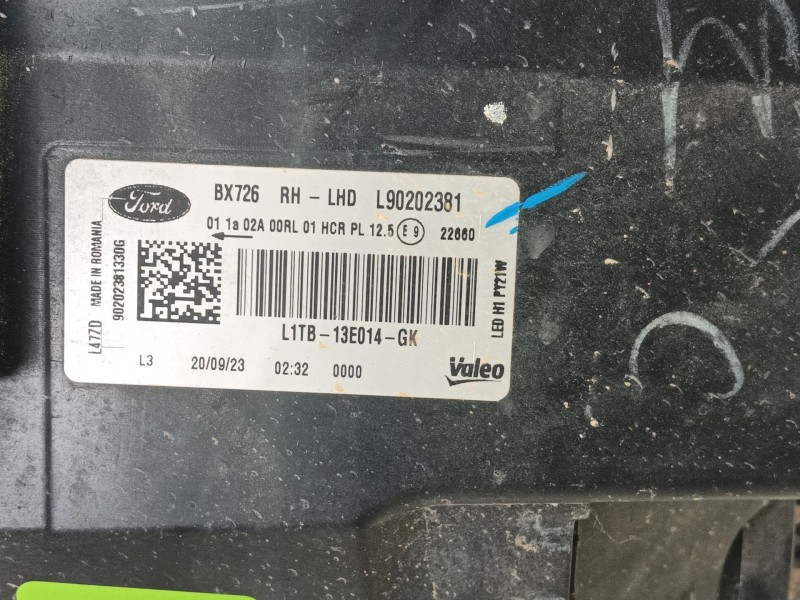 Ford
BX726 RH - LHD L90202381
01 1a 02A 00RL 01 HCR PL 12.5 E9 22660
L1TB-13E014-GK
L3 20/09/23 02:32 0000
Valeo
L477D MADE IN ROMANIA
90202381330G
LED H1 PY21W